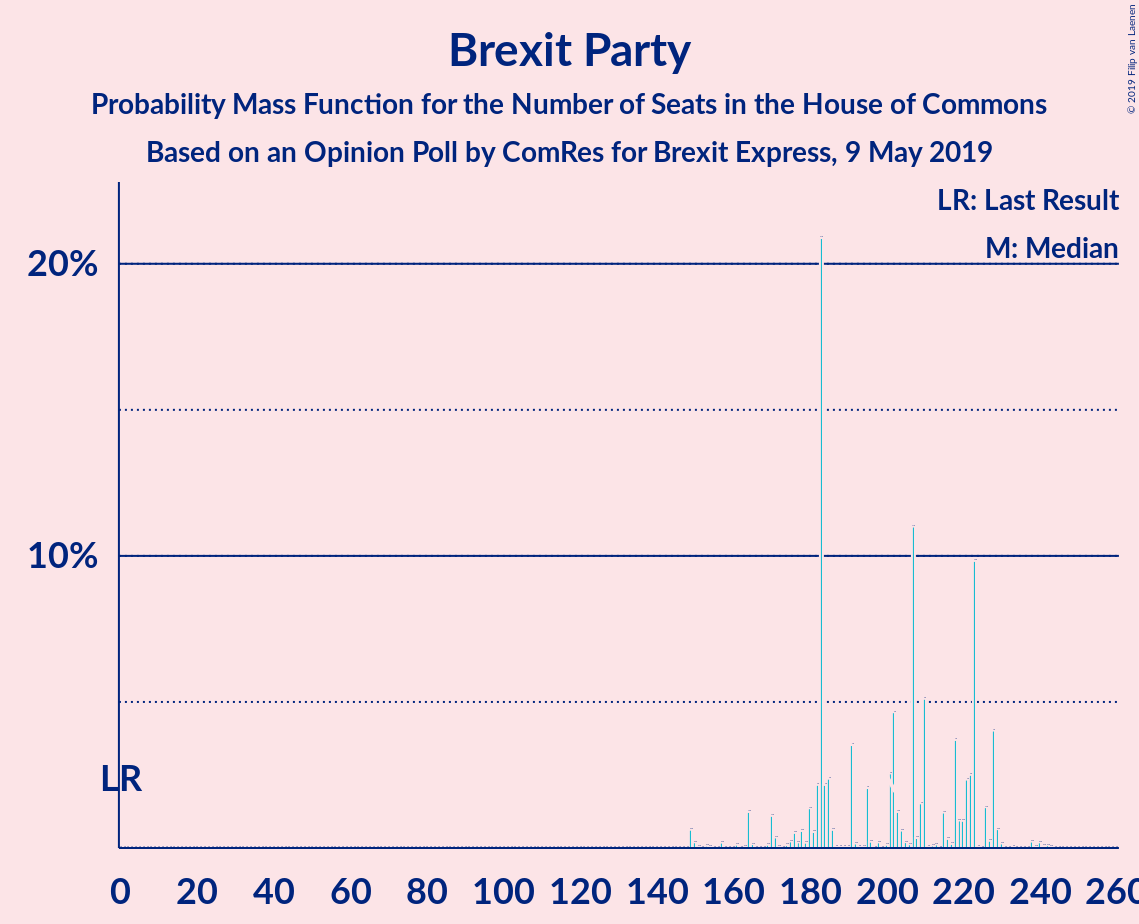 Brexit Party
Probability Mass Function for the Number of Seats in the House of Commons
Based on an Opinion Poll by ComRes for Brexit Express, 9 May 2019
© 2019 Filip van Laenen
LR: Last Result
M: Median
20%
10%
LR
0 20 40 60 80 100 120 140 160 180 200 220 240 260